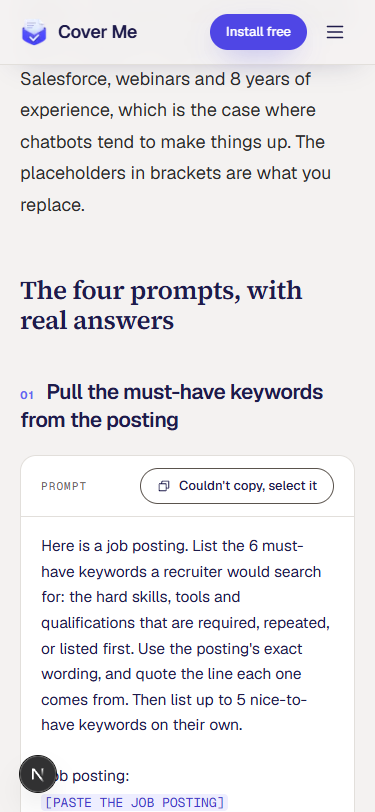 Cover Me
Install free
Salesforce, webinars and 8 years of
experience, which is the case where
chatbots tend to make things up. The
placeholders in brackets are what you
replace.
The four prompts, with
real answers
01 Pull the must-have keywords
from the posting
PROMPT
Couldn't copy, select it
Here is a job posting. List the 6 must-
have keywords a recruiter would search
for: the hard skills, tools and
qualifications that are required, repeated,
or listed first. Use the posting's exact
wording, and quote the line each one
comes from. Then list up to 5 nice-to-
have keywords on their own.
N
ob posting:
[PASTE THE JOB POSTING]